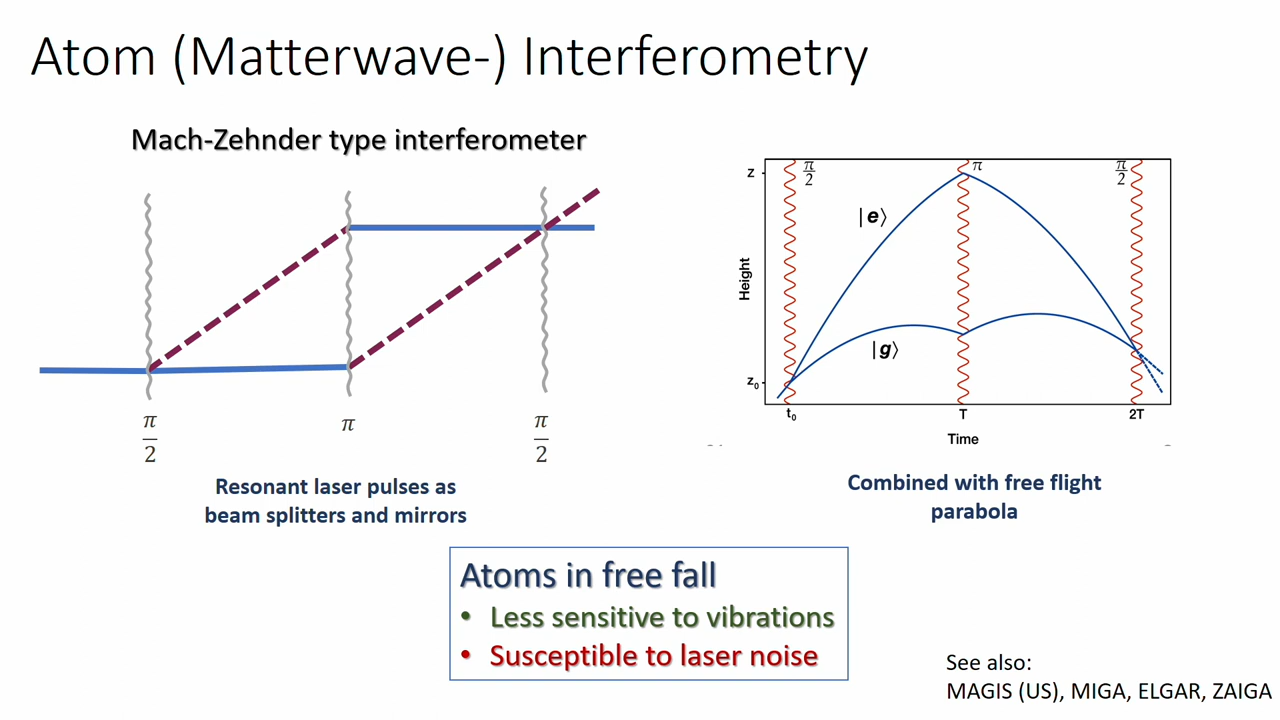 Atom (Matterwave-) Interferometry
Mach-Zehnder type interferometer
π/2
π
π/2
Resonant laser pulses as
beam splitters and mirrors
π/2
π
π/2
z
|e⟩
Height
|g⟩
z₀
t₀
T
2T
Time
Combined with free flight
parabola
Atoms in free fall
• Less sensitive to vibrations
• Susceptible to laser noise
See also:
MAGIS (US), MIGA, ELGAR, ZAIGA